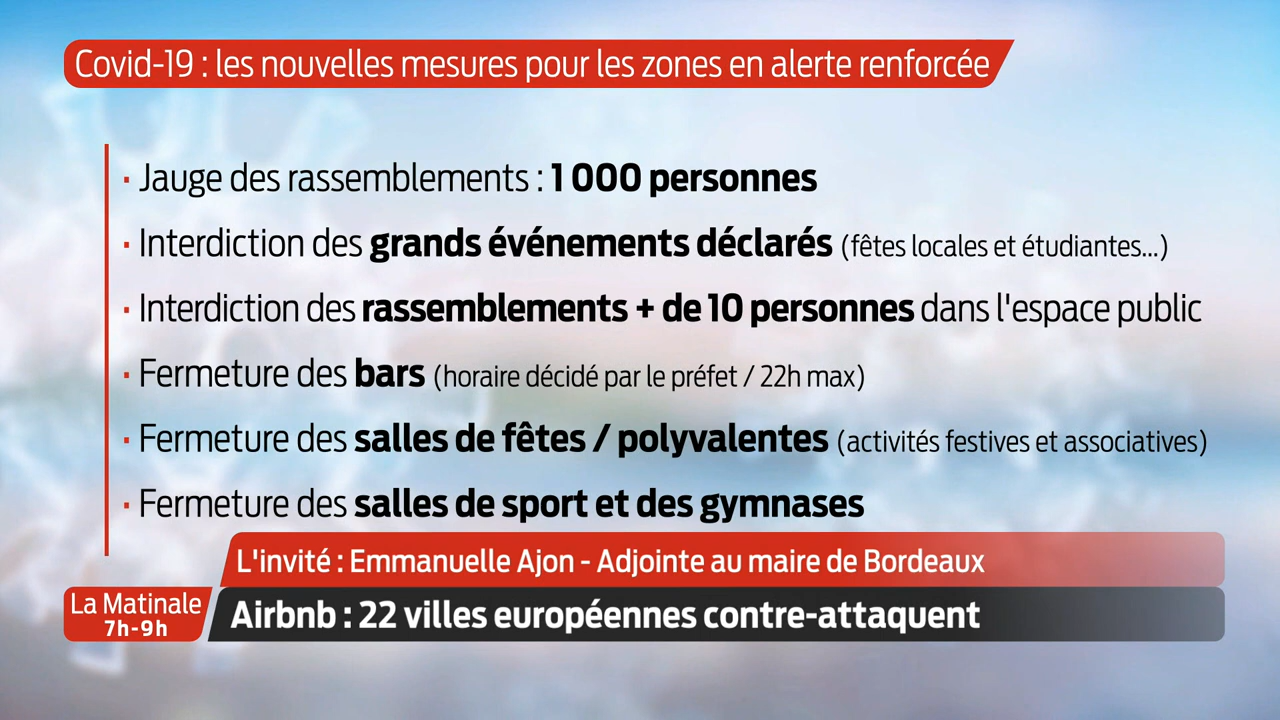 Covid-19 : les nouvelles mesures pour les zones en alerte renforcée
· Jauge des rassemblements : 1 000 personnes
· Interdiction des grands événements déclarés (fêtes locales et étudiantes...)
· Interdiction des rassemblements + de 10 personnes dans l'espace public
· Fermeture des bars (horaire décidé par le préfet / 22h max)
· Fermeture des salles de fêtes / polyvalentes (activités festives et associatives)
· Fermeture des salles de sport et des gymnases
L'invité : Emmanuelle Ajon - Adjointe au maire de Bordeaux
La Matinale
7h-9h
Airbnb : 22 villes européennes contre-attaquent